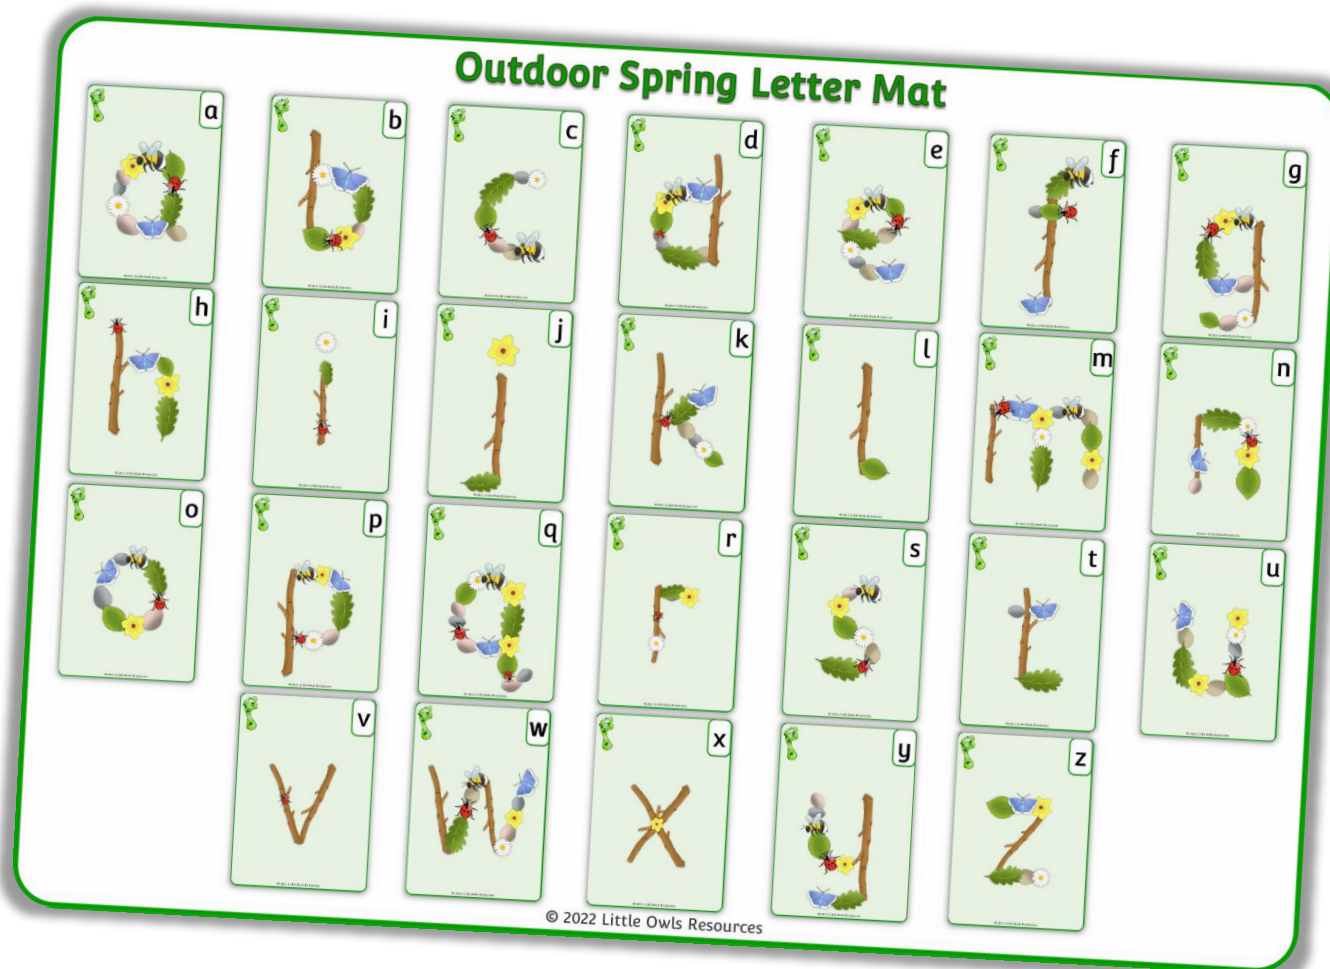 Outdoor Spring Letter Mat
a b c d e f g
h i j k l m n
o p q r s t u
v w x y z
© 2022 Little Owls Resources